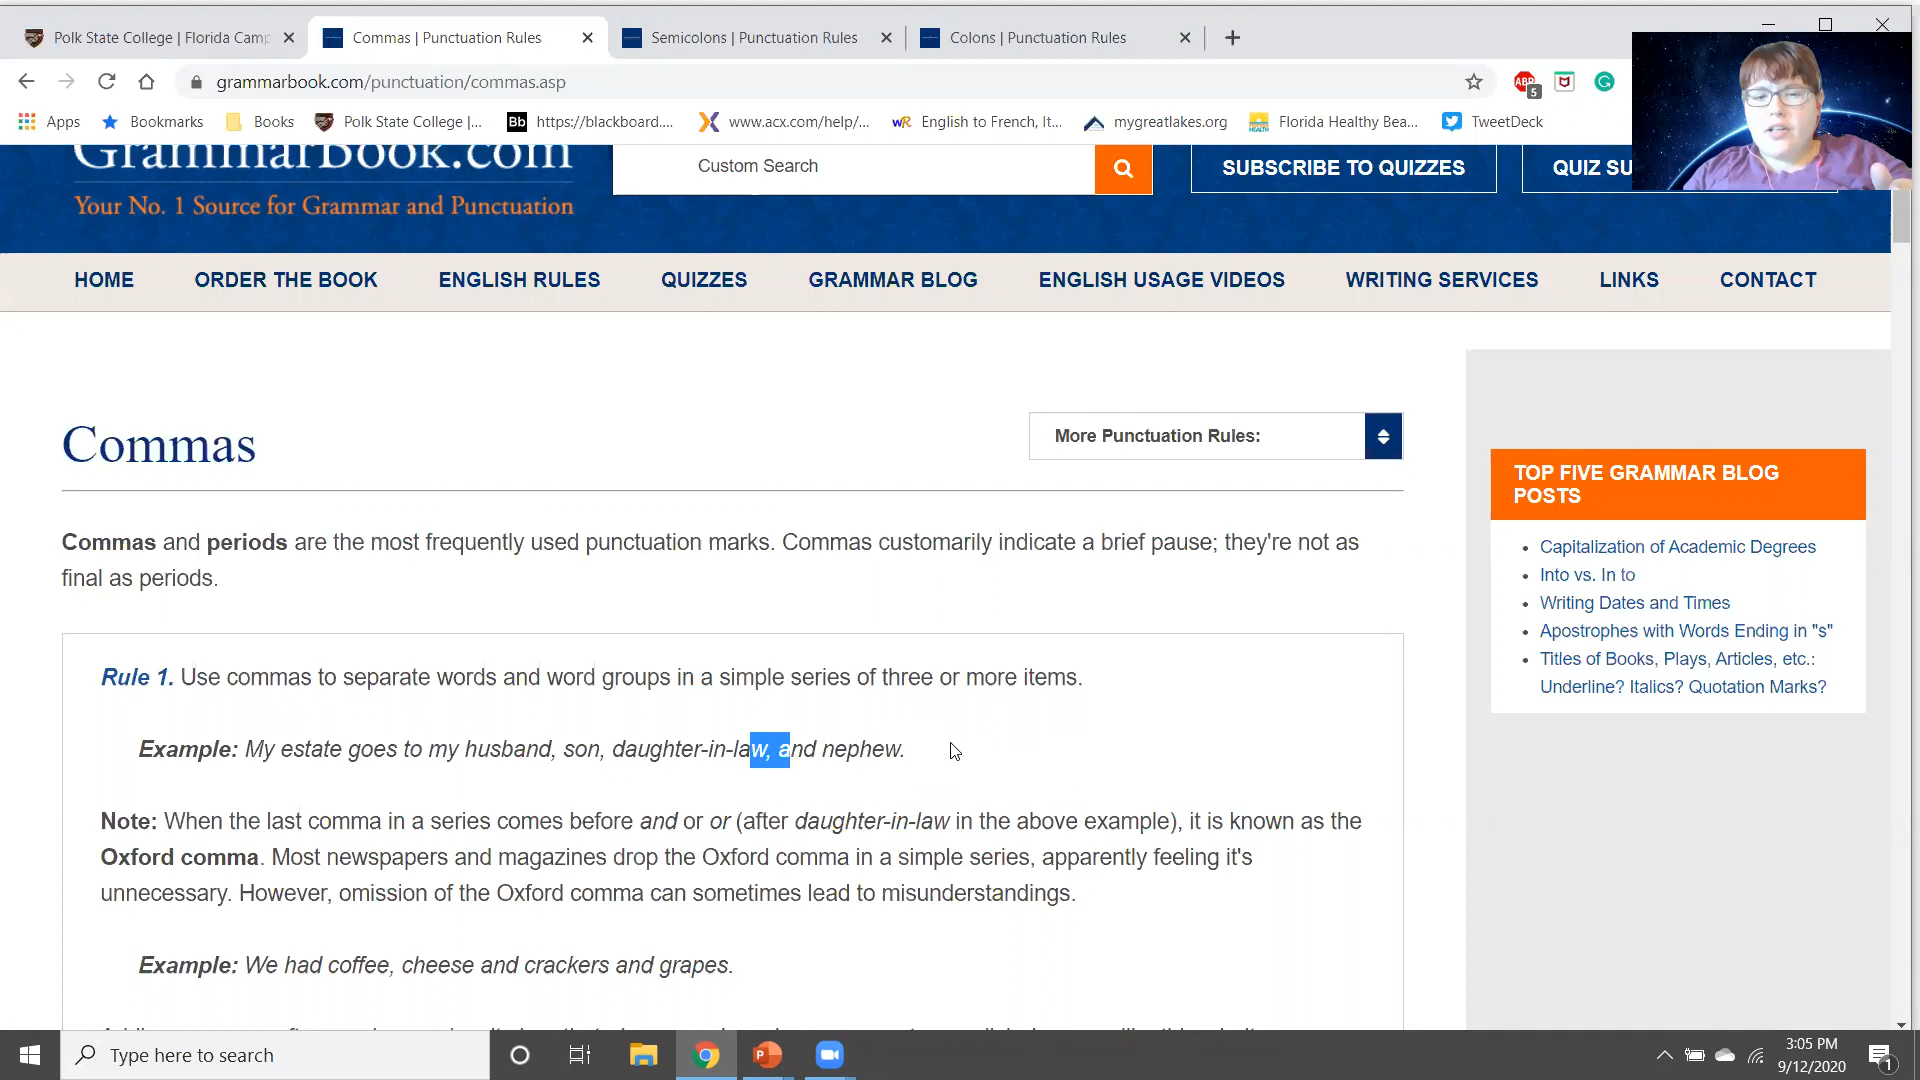 Polk State College | Florida Camp
Commas | Punctuation Rules
Semicolons | Punctuation Rules
Colons | Punctuation Rules
grammarbook.com/punctuation/commas.asp
ABP
5
Apps
Bookmarks
Books
Polk State College |...
Bb
https://blackboard....
www.acx.com/help/...
wR
English to French, It...
mygreatlakes.org
HEALTH
Florida Healthy Bea...
TweetDeck
GrammarBook.com
Your No. 1 Source for Grammar and Punctuation
Custom Search
SUBSCRIBE TO QUIZZES
QUIZ SU
HOME
ORDER THE BOOK
ENGLISH RULES
QUIZZES
GRAMMAR BLOG
ENGLISH USAGE VIDEOS
WRITING SERVICES
LINKS
CONTACT
Commas
More Punctuation Rules:
Commas and periods are the most frequently used punctuation marks. Commas customarily indicate a brief pause; they're not as
final as periods.
Rule 1. Use commas to separate words and word groups in a simple series of three or more items.
Example: My estate goes to my husband, son, daughter-in-law, and nephew.
Note: When the last comma in a series comes before and or or (after daughter-in-law in the above example), it is known as the
Oxford comma. Most newspapers and magazines drop the Oxford comma in a simple series, apparently feeling it's
unnecessary. However, omission of the Oxford comma can sometimes lead to misunderstandings.
Example: We had coffee, cheese and crackers and grapes.
TOP FIVE GRAMMAR BLOG
POSTS
Capitalization of Academic Degrees
Into vs. In to
Writing Dates and Times
Apostrophes with Words Ending in "s"
Titles of Books, Plays, Articles, etc.:
Underline? Italics? Quotation Marks?
Type here to search
3:05 PM
9/12/2020
1